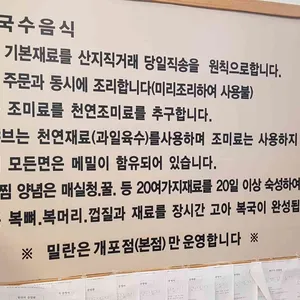 국수음식
기본재료를 산지직거래 당일직송을 원칙으로합니다.
주문과 동시에 조리합니다(미리조리하여 사용불)
조미료를 천연조미료를 추구합니다.
브는 천연재료(과일육수)를사용하며 조미료는 사용하지
모든면은 메밀이 함유되어 있습니다.
찜 양념은 매실청.꿀, 등 20여가지재료를 20일 이상 숙성하여
복뼈.복머리.껍질과 재료를 장시간 고아 복국이 완성됩
※ 밀란은 개포점(본점)만 운영합니다 ※